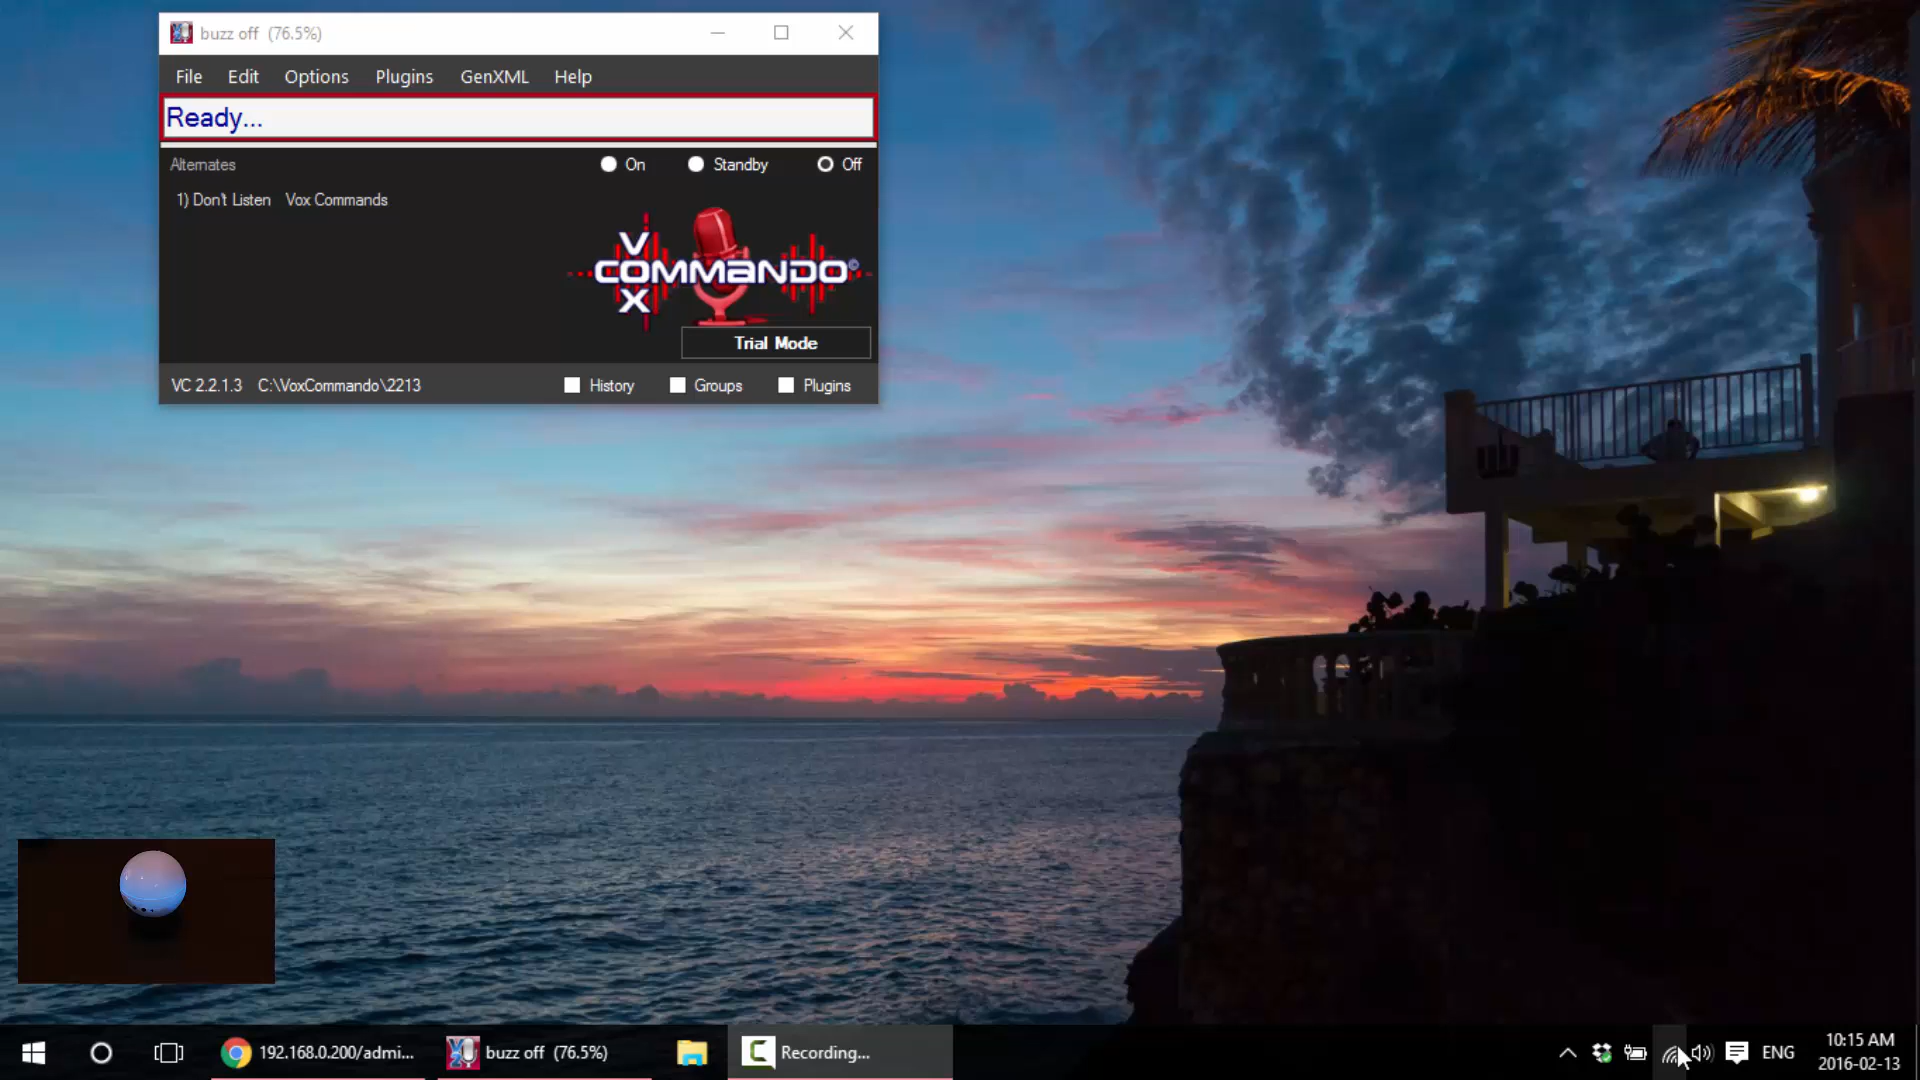 buzz off (76.5%)
File Edit Options Plugins GenXML Help
Ready...
Alternates On Standby Off
1) Don't Listen Vox Commands
VOX
COMMANDO©
Trial Mode
VC 2.2.1.3 C:\VoxCommando\2213 History Groups Plugins
192.168.0.200/admi... buzz off (76.5%) Recording... ENG 10:15 AM
2016-02-13